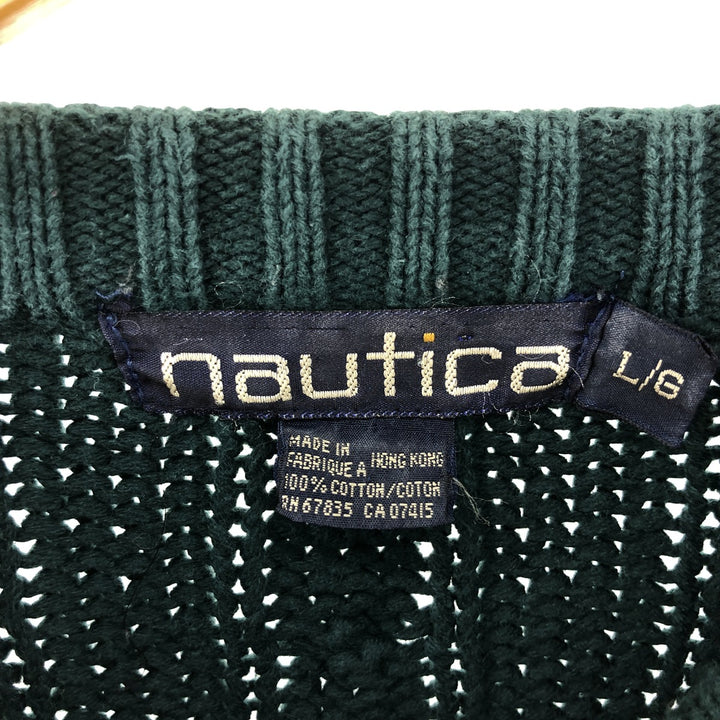 nautica
L/G
MADE IN
FABRIQUE A HONG KONG
100% COTTON/COTON
RN 67835 CA 07415